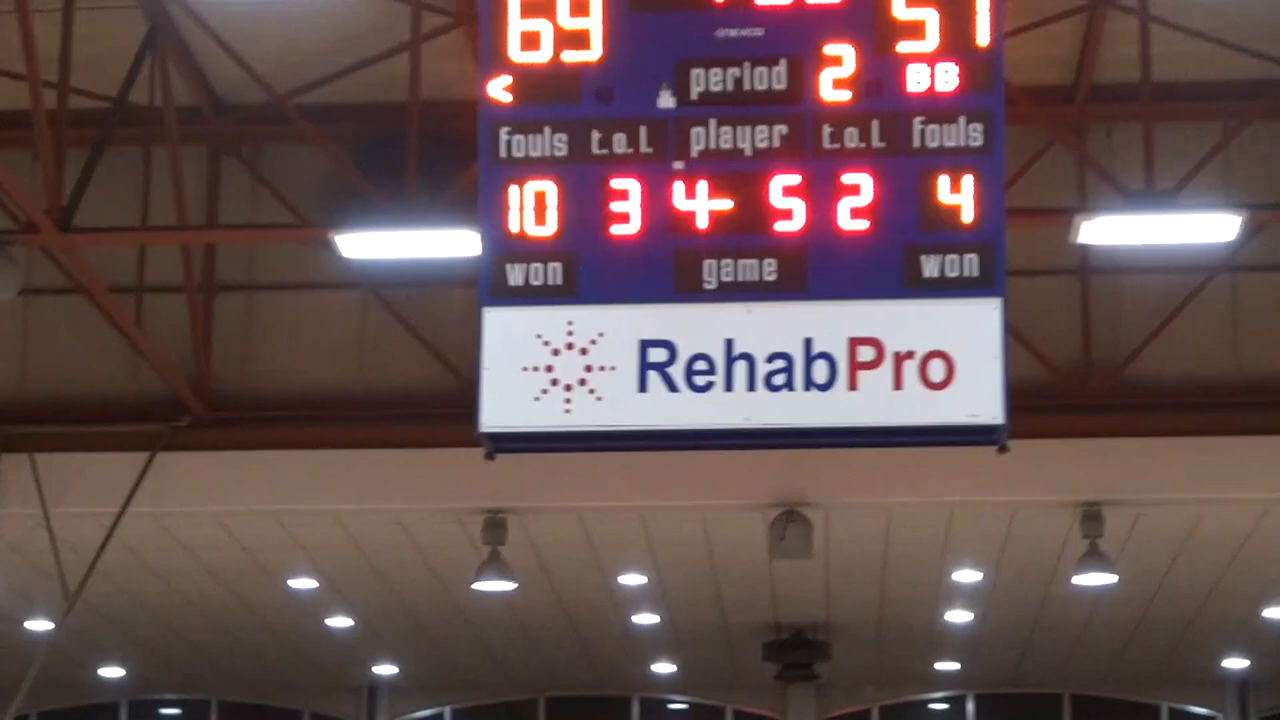 69 51
< period 2 BB
fouls t.o.l player t.o.l fouls
10 3 4- 5 2 4
won game won
RehabPro